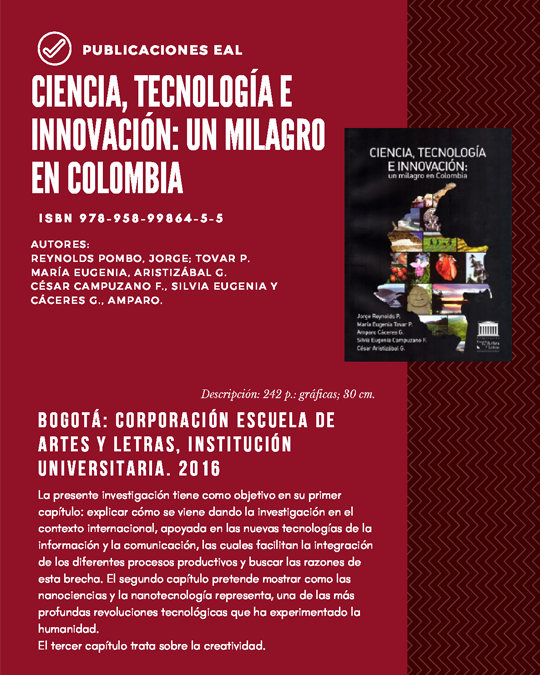 PUBLICACIONES EAL
CIENCIA, TECNOLOGÍA E
INNOVACIÓN: UN MILAGRO
EN COLOMBIA
ISBN 978-958-99864-5-5
AUTORES:
REYNOLDS POMBO, JORGE; TOVAR P.
MARÍA EUGENIA, ARISTIZÁBAL G.
CÉSAR CAMPUZANO F., SILVIA EUGENIA Y
CÁCERES G., AMPARO.
CIENCIA, TECNOLOGÍA
E INNOVACIÓN:
un milagro en Colombia
Jorge Reynolds P.
María Eugenia Tovar P.
Amparo Cáceres G.
Silvia Eugenia Campuzano F.
César Aristizábal G.
Descripción: 242 p.: gráficas; 30 cm.
BOGOTÁ: CORPORACIÓN ESCUELA DE
ARTES Y LETRAS, INSTITUCIÓN
UNIVERSITARIA. 2016
La presente investigación tiene como objetivo en su primer
capítulo: explicar cómo se viene dando la investigación en el
contexto internacional, apoyada en las nuevas tecnologías de la
información y la comunicación, las cuales facilitan la integración
de los diferentes procesos productivos y buscar las razones de
esta brecha. El segundo capítulo pretende mostrar como las
nanociencias y la nanotecnología representa, una de las más
profundas revoluciones tecnológicas que ha experimentado la
humanidad.
El tercer capítulo trata sobre la creatividad.